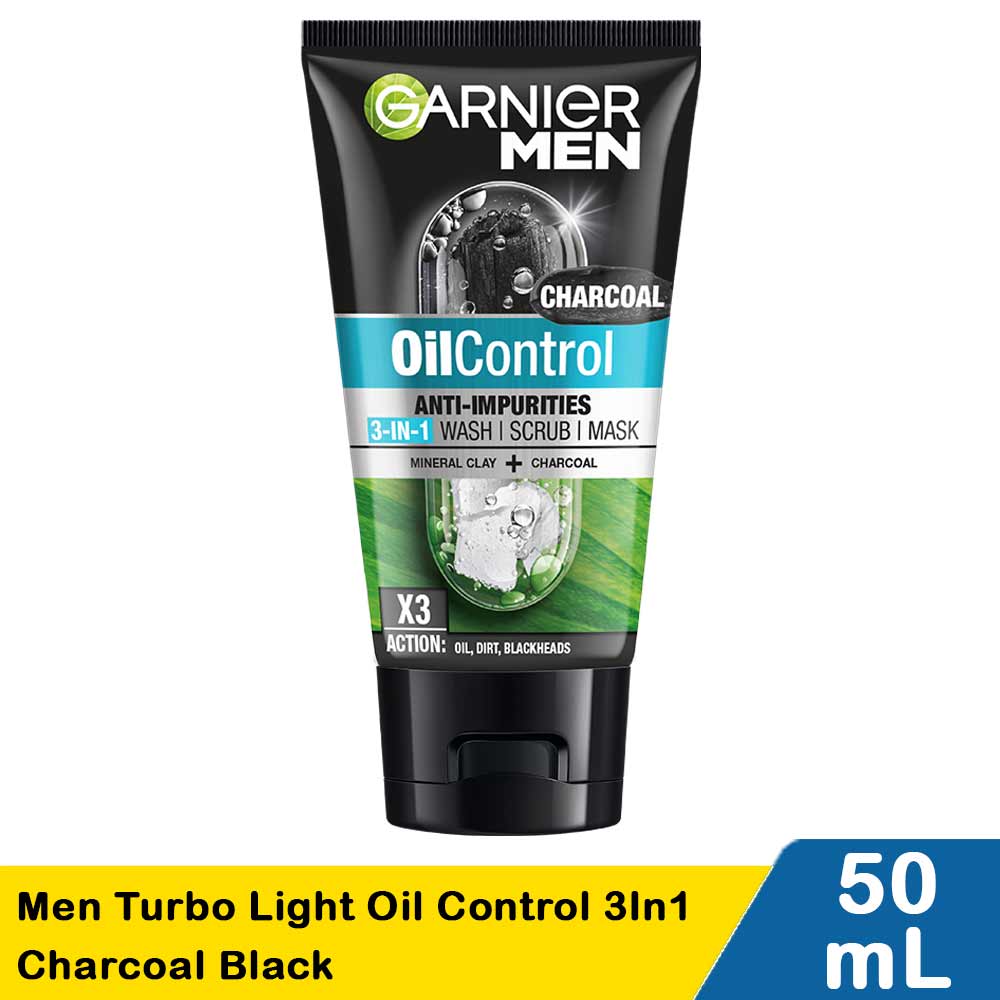 GARNIER
MEN
CHARCOAL
OilControl
ANTI-IMPURITIES
3-IN-1 WASH | SCRUB | MASK
MINERAL CLAY + CHARCOAL
X3
ACTION: OIL, DIRT, BLACKHEADS
Men Turbo Light Oil Control 3In1
Charcoal Black
50
mL